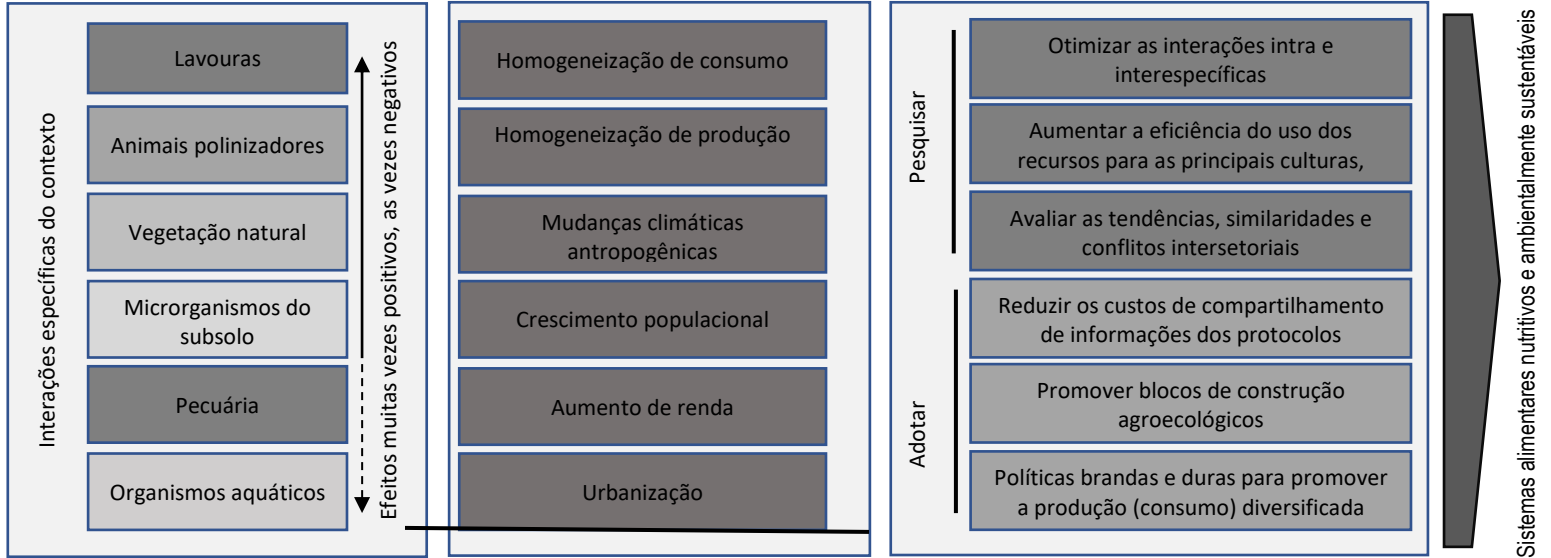 Interações específicas do contexto
Lavouras
Animais polinizadores
Vegetação natural
Microrganismos do
subsolo
Pecuária
Organismos aquáticos
Efeitos muitas vezes positivos, as vezes negativos
Homogeneização de consumo
Homogeneização de produção
Mudanças climáticas
antropogênicas
Crescimento populacional
Aumento de renda
Urbanização
Pesquisar
Otimizar as interações intra e
interespecíficas
Aumentar a eficiência do uso dos
recursos para as principais culturas,
Avaliar as tendências, similaridades e
conflitos intersetoriais
Adotar
Reduzir os custos de compartilhamento
de informações dos protocolos
Promover blocos de construção
agroecológicos
Políticas brandas e duras para promover
a produção (consumo) diversificada
Sistemas alimentares nutritivos e ambientalmente sustentáveis